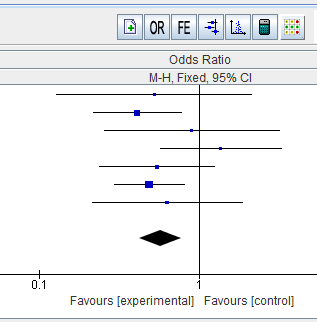 OR FE
Odds Ratio
M-H, Fixed, 95% CI
0.1 1
Favours [experimental] Favours [control]